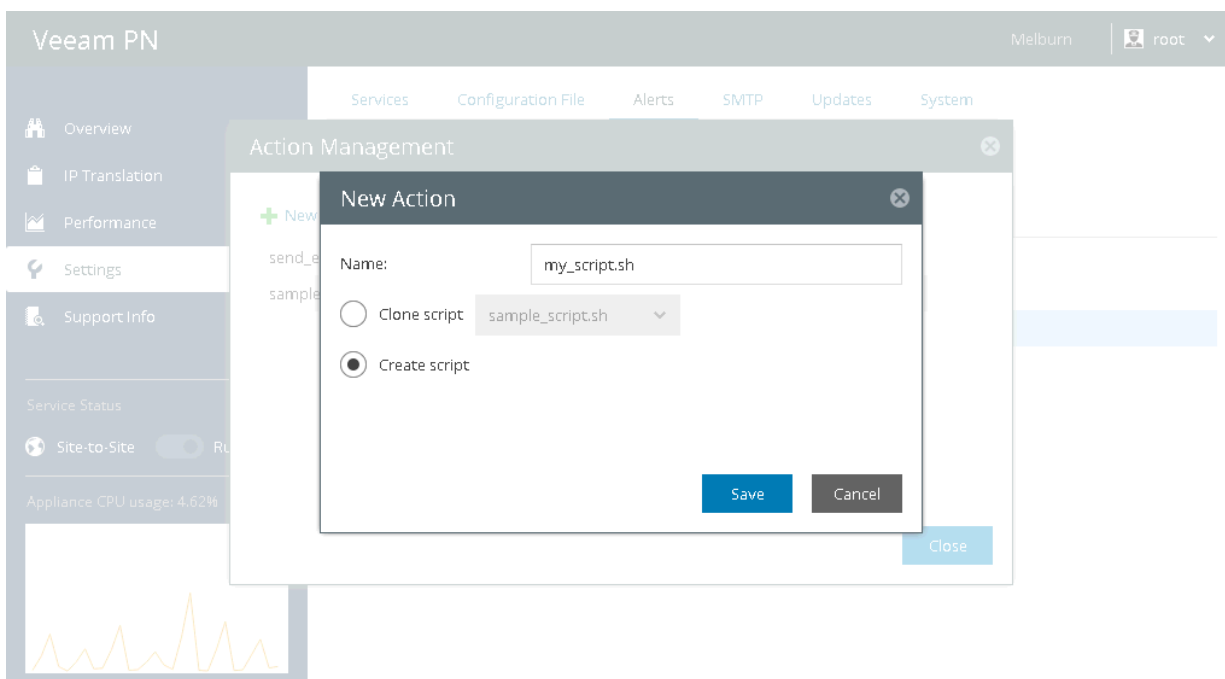 Veeam PN
Melburn
root
Services Configuration File Alerts SMTP Updates System
Overview
IP Translation
Performance
Settings
Support Info
Service Status
Site-to-Site
Appliance CPU usage: 4.62%
Action Management
New
New Action
Name: my_script.sh
Clone script sample_script.sh
Create script
Save Cancel
Close